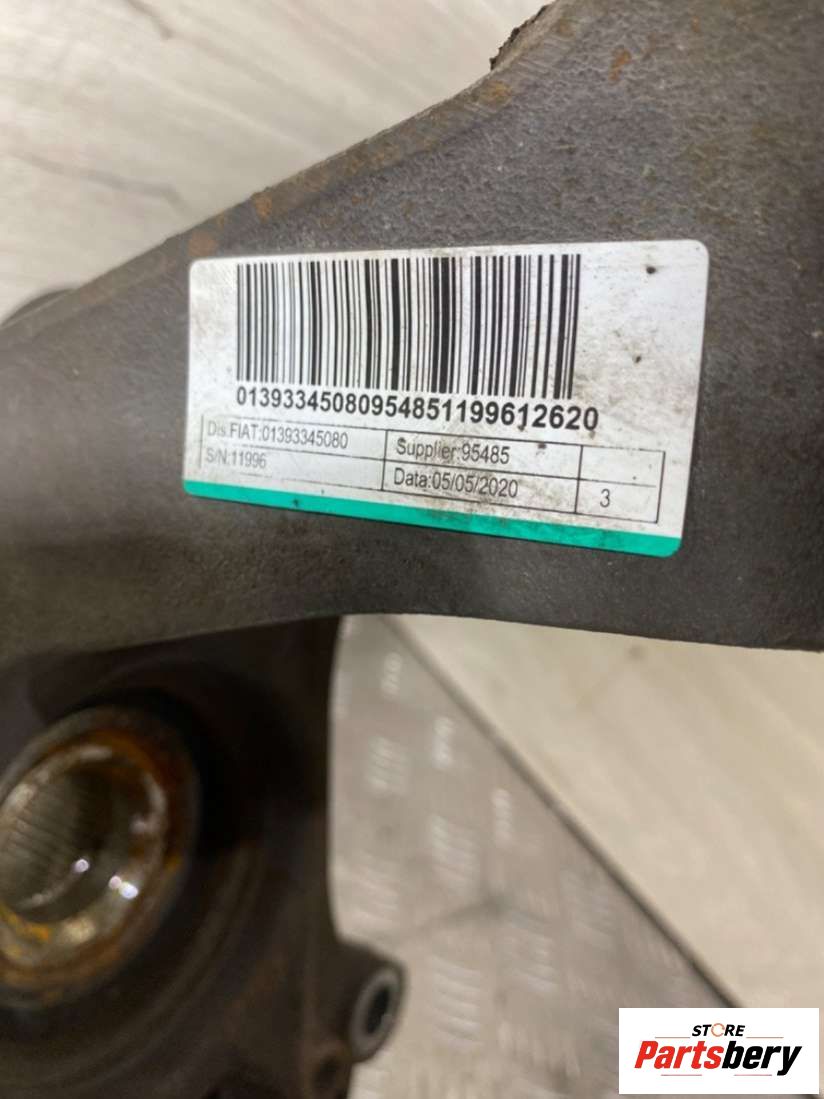 01393345080954851199612620
Dis.FIAT:01393345080
Supplier:95485
S/N:11996
Data:05/05/2020
3
STORE
Partsbery